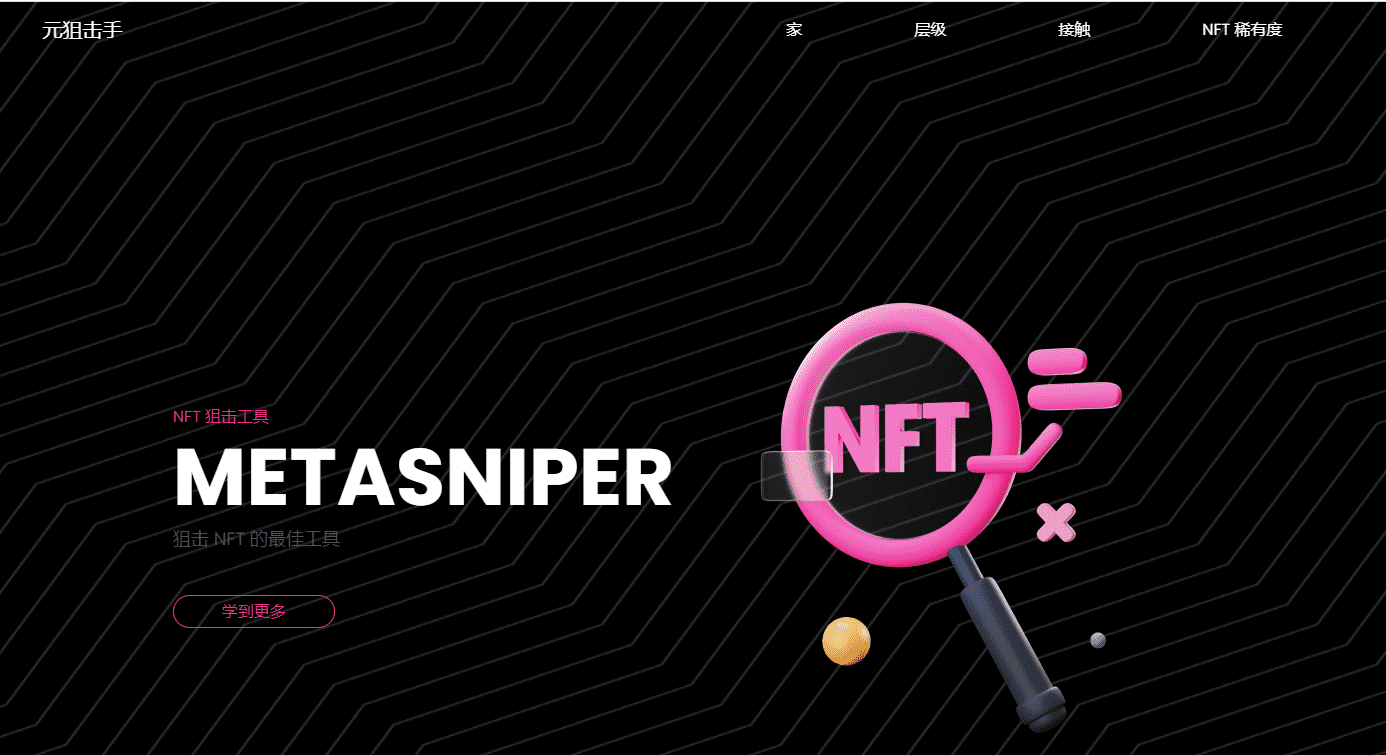 元狙击手
家
层级
接触
NFT 稀有度
NFT 狙击工具
METASNIPER
狙击 NFT 的最佳工具
学到更多
NFT